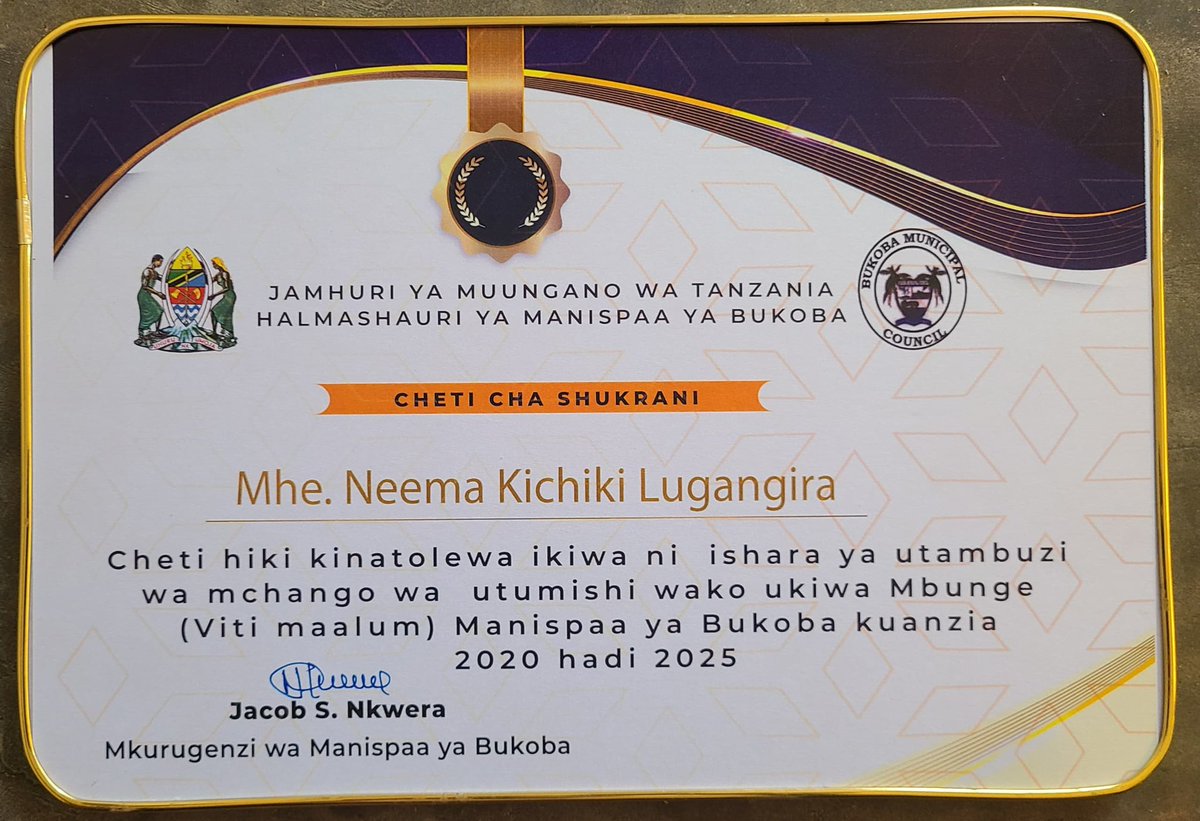 JAMHURI YA MUUNGANO WA TANZANIA
HALMASHAURI YA MANISPAA YA BUKOBA
BUKOBA MUNICIPAL
COUNCIL
CHETI CHA SHUKRANI
Mhe. Neema Kichiki Lugangira
Cheti hiki kinatolewa ikiwa ni ishara ya utambuzi
wa mchango wa utumishi wako ukiwa Mbunge
(Viti maalum) Manispaa ya Bukoba kuanzia
2020 hadi 2025
Jacob S. Nkwera
Mkurugenzi wa Manispaa ya Bukoba